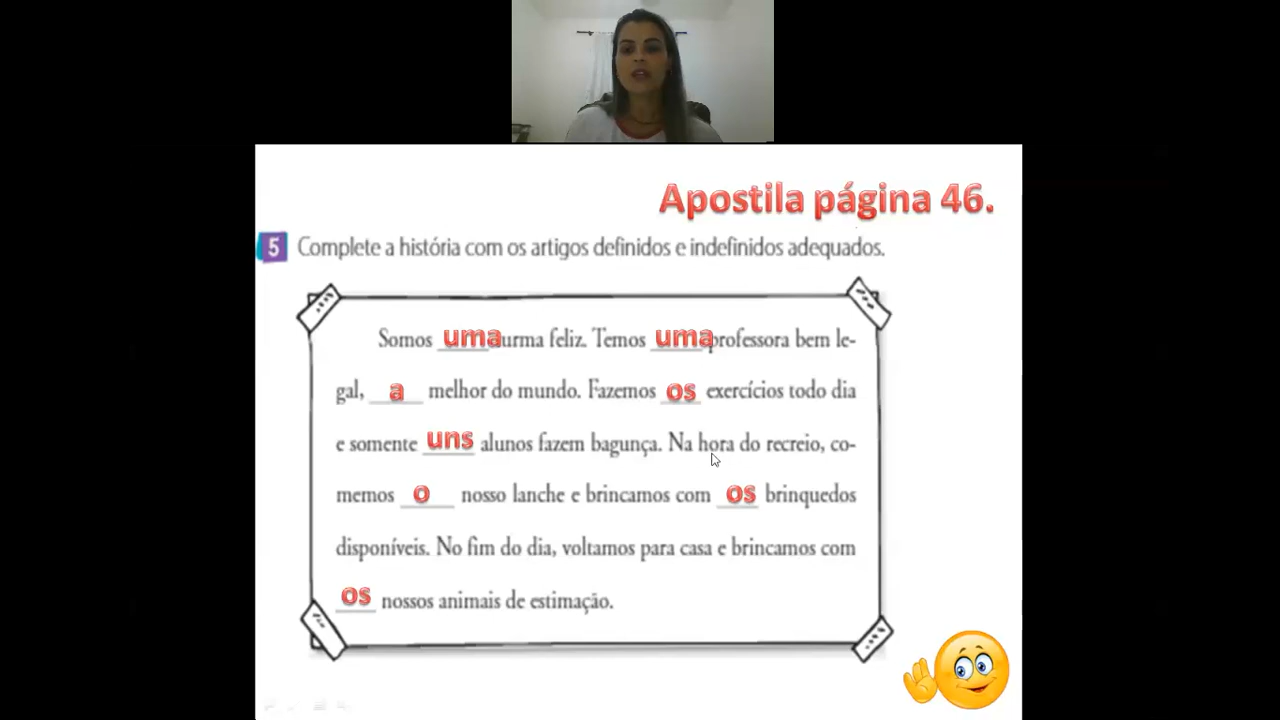 Apostila página 46.
5 Complete a história com os artigos definidos e indefinidos adequados.
Somos uma turma feliz. Temos uma professora bem le-
gal, a melhor do mundo. Fazemos os exercícios todo dia
e somente uns alunos fazem bagunça. Na hora do recreio, co-
memos o nosso lanche e brincamos com os brinquedos
disponíveis. No fim do dia, voltamos para casa e brincamos com
os nossos animais de estimação.